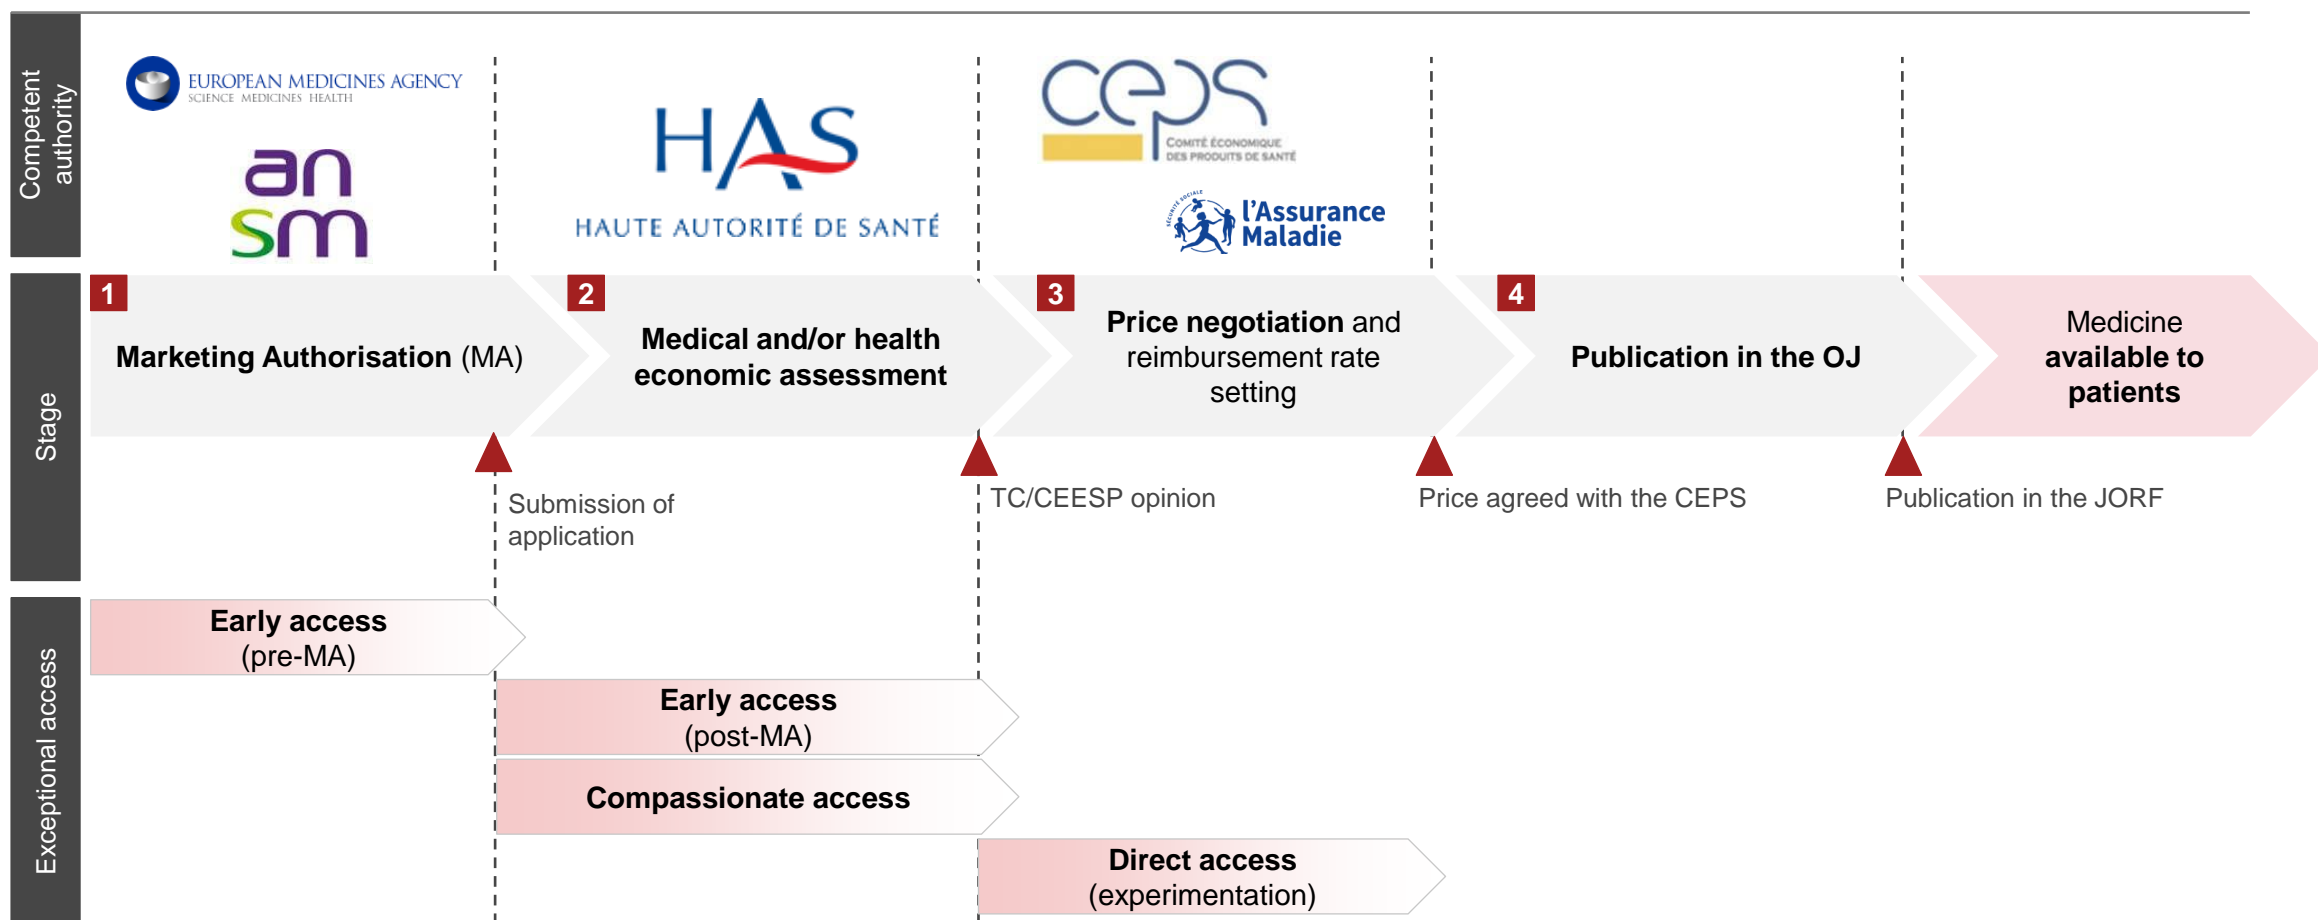 Competent
authority
EUROPEAN MEDICINES AGENCY
SCIENCE MEDICINES HEALTH
an
sm
HAS
HAUTE AUTORITÉ DE SANTÉ
ceps
COMITÉ ÉCONOMIQUE
DES PRODUITS DE SANTÉ
SÉCURITÉ SOCIALE
l'Assurance
Maladie
Stage
1
Marketing Authorisation (MA)
2
Medical and/or health
economic assessment
3
Price negotiation and
reimbursement rate
setting
4
Publication in the OJ
Medicine
available to
patients
Submission of
application
TC/CEESP opinion
Price agreed with the CEPS
Publication in the JORF
Exceptional access
Early access
(pre-MA)
Early access
(post-MA)
Compassionate access
Direct access
(experimentation)